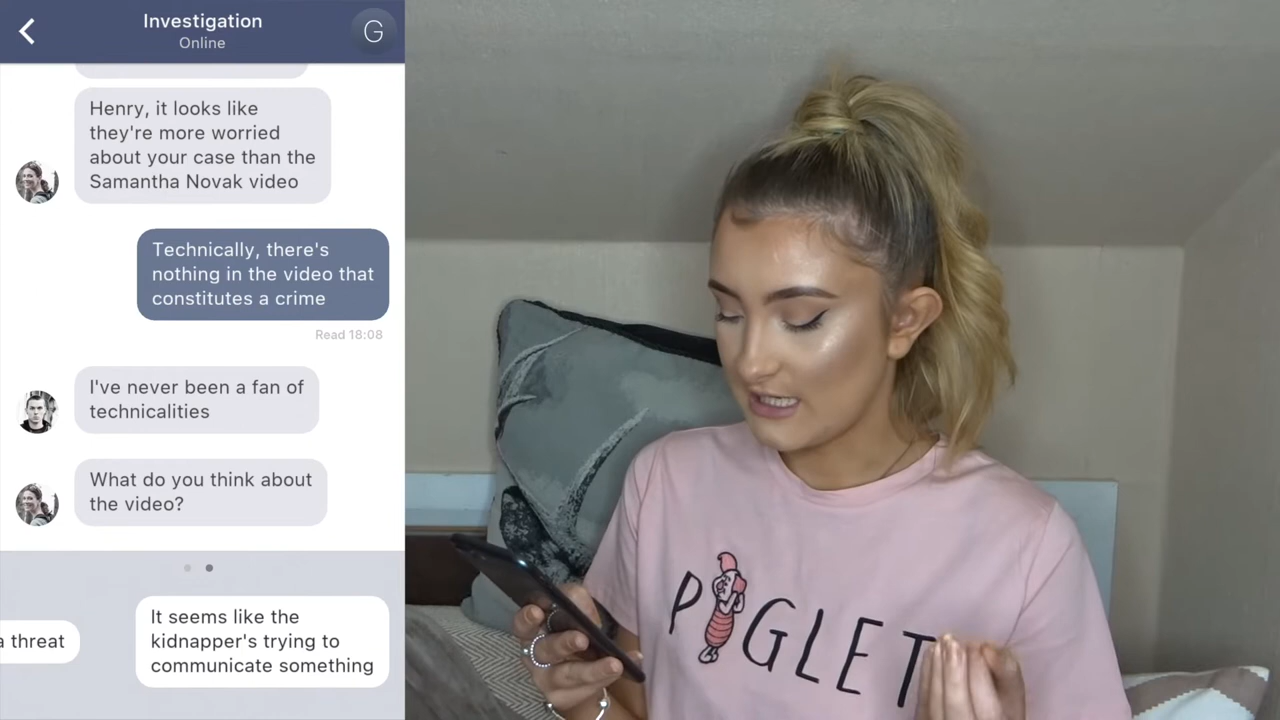 Investigation
Online
G
Henry, it looks like
they're more worried
about your case than the
Samantha Novak video
Technically, there's
nothing in the video that
constitutes a crime
Read 18:08
I've never been a fan of
technicalities
What do you think about
the video?
a threat
It seems like the
kidnapper's trying to
communicate something
PIGLET